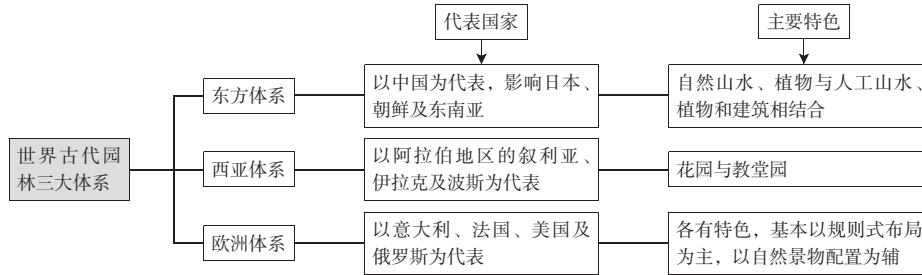 代表国家
主要特色
世界古代园
林三大体系
东方体系
以中国为代表，影响日本、
朝鲜及东南亚
自然山水、植物与人工山水、
植物和建筑相结合
西亚体系
以阿拉伯地区的叙利亚、
伊拉克及波斯为代表
花园与教堂园
欧洲体系
以意大利、法国、美国及
俄罗斯为代表
各有特色，基本以规则式布局
为主，以自然景物配置为辅